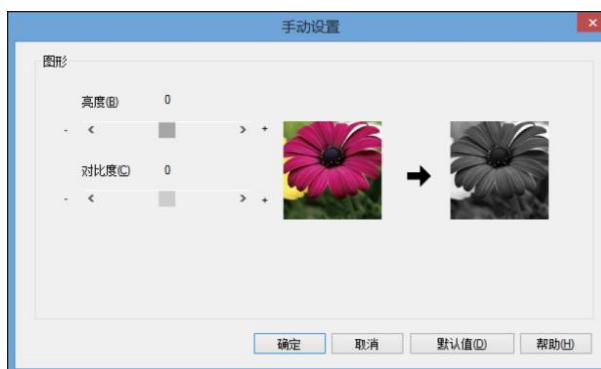 手动设置
图形
亮度(B) 0
- < > +
对比度(C) 0
- < > +
确定 取消 默认值(D) 帮助(H)